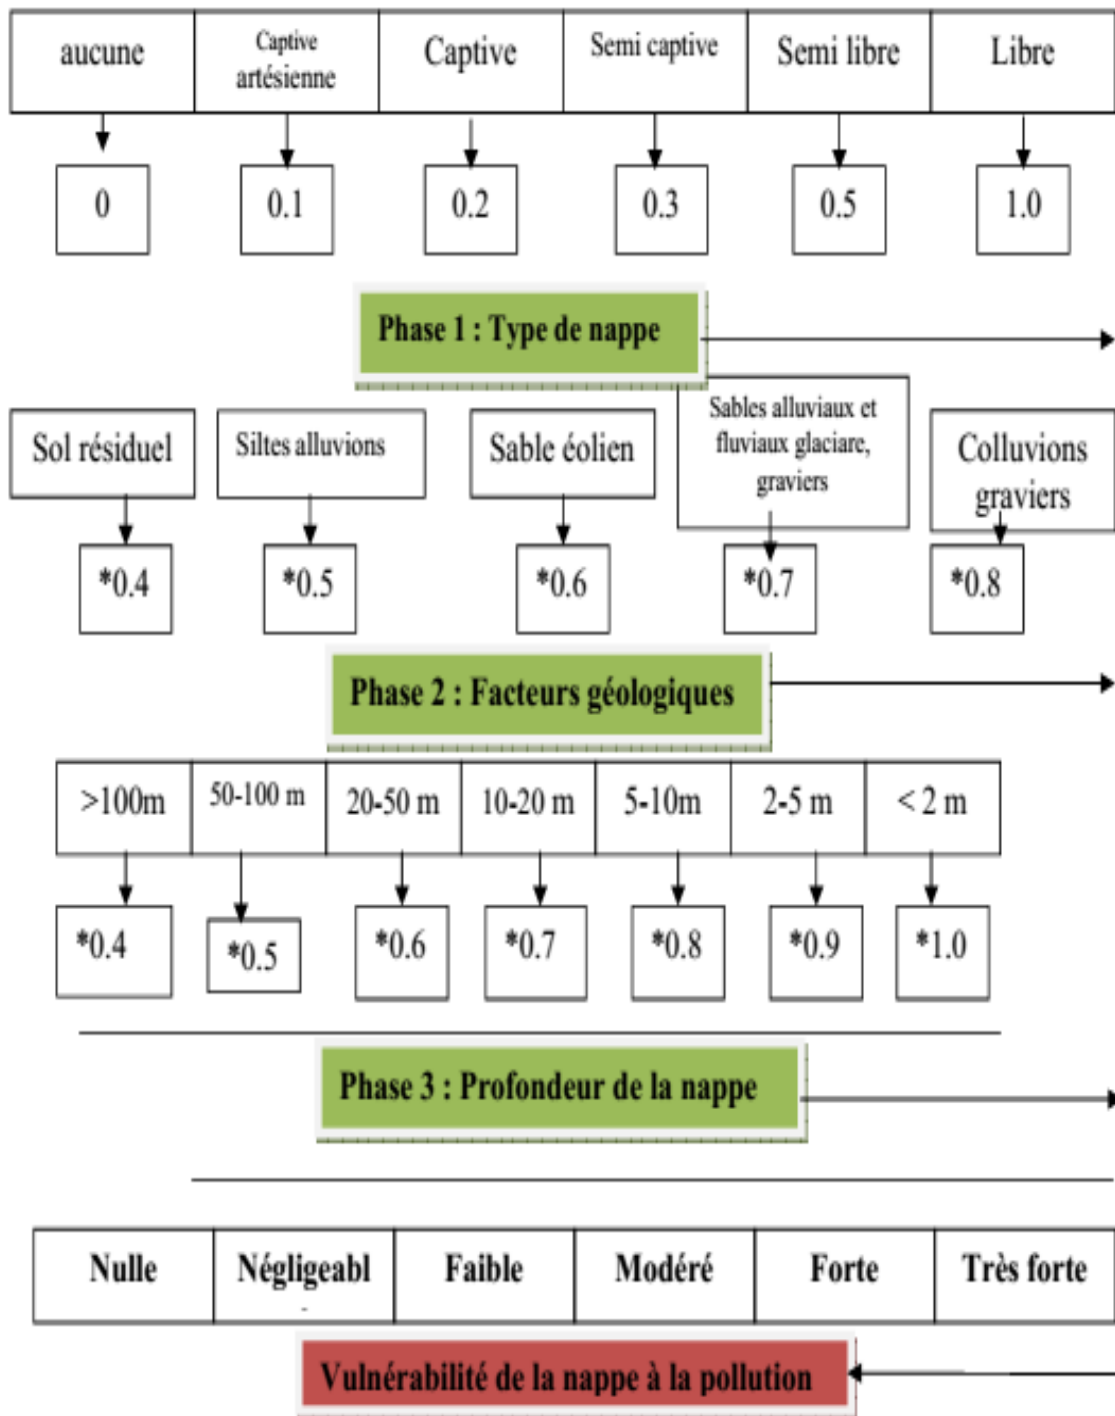 aucune
Captive
artésienne
Captive
Semi captive
Semi libre
Libre
0
0.1
0.2
0.3
0.5
1.0
Phase 1 : Type de nappe
Sol résiduel
Siltes alluvions
Sable éolien
Sables alluviaux et
fluviaux glaciare,
graviers
Colluvions
graviers
*0.4
*0.5
*0.6
*0.7
*0.8
Phase 2 : Facteurs géologiques
>100m
50-100 m
20-50 m
10-20 m
5-10m
2-5 m
< 2 m
*0.4
*0.5
*0.6
*0.7
*0.8
*0.9
*1.0
Phase 3 : Profondeur de la nappe
Nulle
Négligeabl
Faible
Modéré
Forte
Très forte
Vulnérabilité de la nappe à la pollution